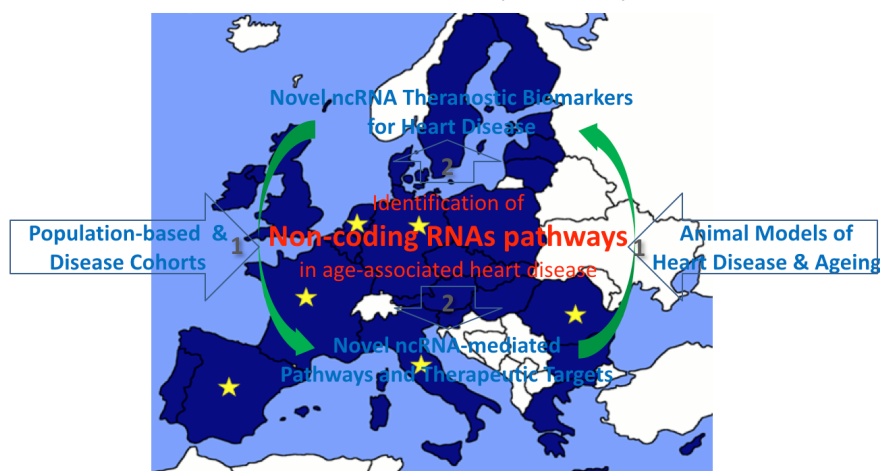 Novel ncRNA Theranostic Biomarkers
for Heart Disease
2
Identification of
Non-coding RNAs pathways
in age-associated heart disease
Population-based &
Disease Cohorts
1
1
Animal Models of
Heart Disease & Ageing
2
Novel ncRNA-mediated
Pathways and Therapeutic Targets